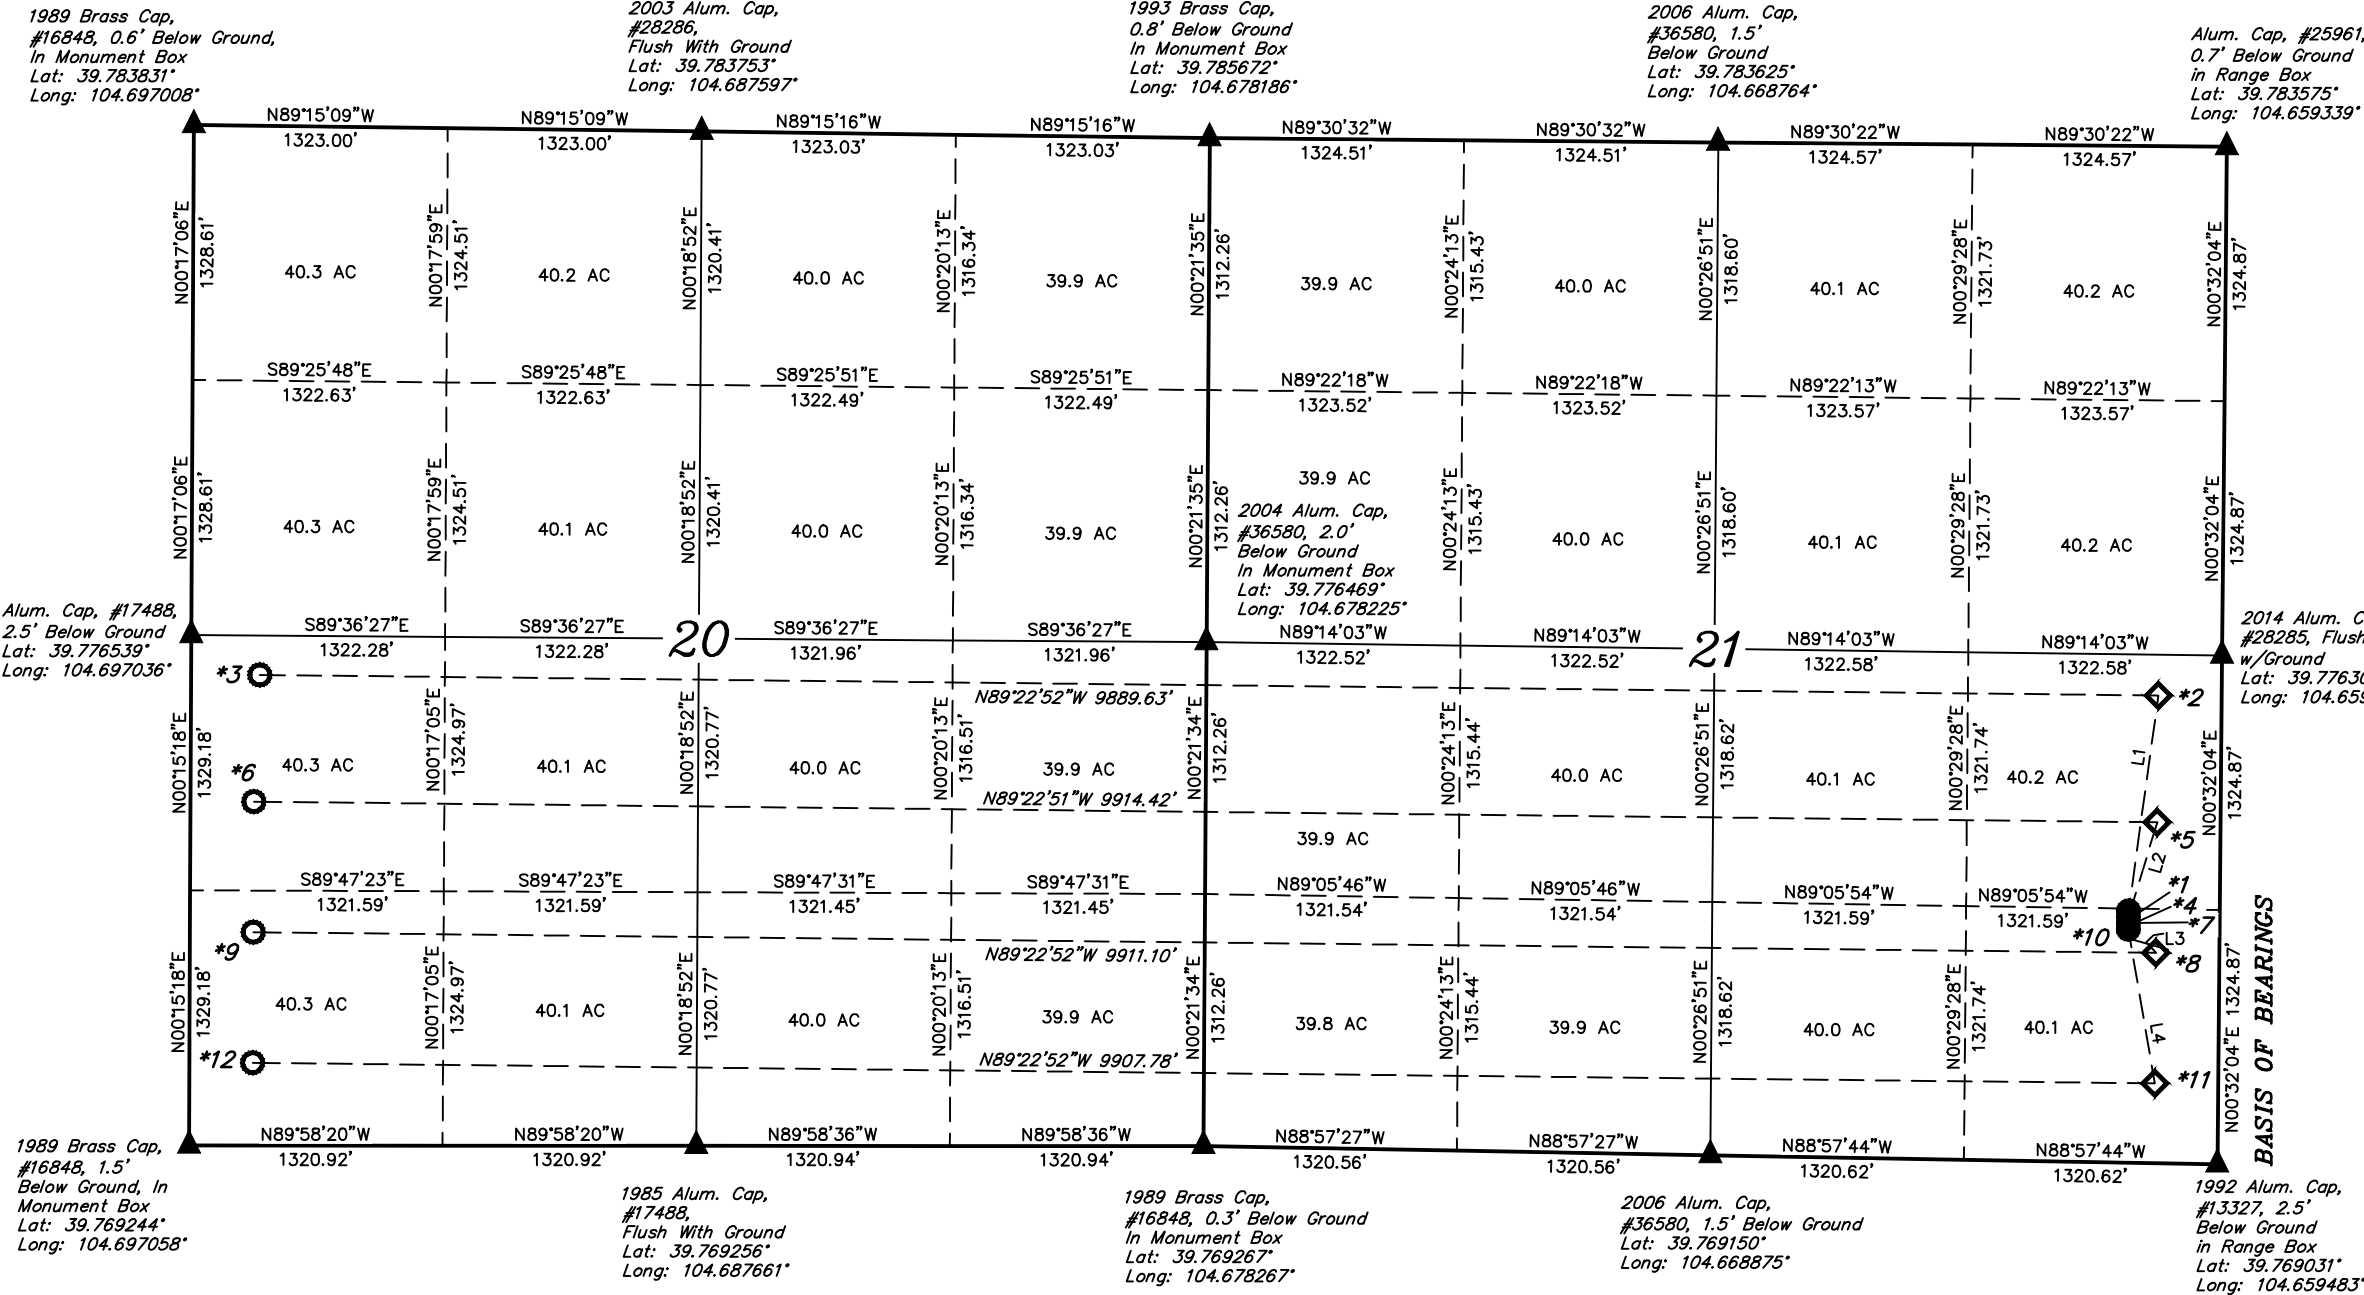 1989 Brass Cap,
#16848, 0.6' Below Ground,
In Monument Box
Lat: 39.783831°
Long: 104.697008°
2003 Alum. Cap,
#28286,
Flush With Ground
Lat: 39.783753°
Long: 104.687597°
1993 Brass Cap,
0.8' Below Ground
In Monument Box
Lat: 39.785672°
Long: 104.678186°
2006 Alum. Cap,
#36580, 1.5'
Below Ground
Lat: 39.783625°
Long: 104.668764°
Alum. Cap, #25961,
0.7' Below Ground
in Range Box
Lat: 39.783575°
Long: 104.659339°
N89°15'09"W
1323.00'
N89°15'09"W
1323.00'
N89°15'16"W
1323.03'
N89°15'16"W
1323.03'
N89°30'32"W
1324.51'
N89°30'32"W
1324.51'
N89°30'22"W
1324.57'
N89°30'22"W
1324.57'
N00°17'06"E
1328.61'
N00°17'59"E
1324.51'
N00°18'52"E
1320.41'
N00°20'13"E
1316.34'
N00°21'35"E
1312.26'
N00°24'13"E
1315.43'
N00°26'51"E
1318.60'
N00°29'28"E
1321.73'
N00°32'04"E
1324.87'
40.3 AC
40.2 AC
40.0 AC
39.9 AC
39.9 AC
40.0 AC
40.1 AC
40.2 AC
S89°25'48"E
1322.63'
S89°25'48"E
1322.63'
S89°25'51"E
1322.49'
S89°25'51"E
1322.49'
N89°22'18"W
1323.52'
N89°22'18"W
1323.52'
N89°22'13"W
1323.57'
N89°22'13"W
1323.57'
N00°17'06"E
1328.61'
N00°17'59"E
1324.51'
N00°18'52"E
1320.41'
N00°20'13"E
1316.34'
N00°21'35"E
1312.26'
N00°24'13"E
1315.43'
N00°26'51"E
1318.60'
N00°29'28"E
1321.73'
N00°32'04"E
1324.87'
40.3 AC
40.1 AC
40.0 AC
39.9 AC
39.9 AC
40.0 AC
40.1 AC
40.2 AC
2004 Alum. Cap,
#36580, 2.0'
Below Ground
In Monument Box
Lat: 39.776469°
Long: 104.678225°
Alum. Cap, #17488,
2.5' Below Ground
Lat: 39.776539°
Long: 104.697036°
2014 Alum. C
#28285, Flush
w/Ground
Lat: 39.77630
Long: 104.659
S89°36'27"E
1322.28'
S89°36'27"E
1322.28'
20
S89°36'27"E
1321.96'
S89°36'27"E
1321.96'
N89°14'03"W
1322.52'
N89°14'03"W
1322.52'
21
N89°14'03"W
1322.58'
N89°14'03"W
1322.58'
*3
N89°22'52"W 9889.63'
*2
N00°15'18"E
1329.18'
N00°17'05"E
1324.97'
N00°18'52"E
1320.77'
N00°20'13"E
1316.51'
N00°21'34"E
1312.26'
N00°24'13"E
1315.44'
N00°26'51"E
1318.62'
N00°29'28"E
1321.74'
N00°32'04"E
1324.87'
L1
*6
40.3 AC
40.1 AC
40.0 AC
39.9 AC
39.9 AC
40.0 AC
40.1 AC
40.2 AC
N89°22'51"W 9914.42'
*5
L2
S89°47'23"E
1321.59'
S89°47'23"E
1321.59'
S89°47'31"E
1321.45'
S89°47'31"E
1321.45'
N89°05'46"W
1321.54'
N89°05'46"W
1321.54'
N89°05'54"W
1321.59'
N89°05'54"W
1321.59'
*1
*4
*7
*10
L3
*9
N89°22'52"W 9911.10'
*8
N00°15'18"E
1329.18'
N00°17'05"E
1324.97'
N00°18'52"E
1320.77'
N00°20'13"E
1316.51'
N00°21'34"E
1312.26'
N00°24'13"E
1315.44'
N00°26'51"E
1318.62'
N00°29'28"E
1321.74'
N00°32'04"E 1324.87'
BASIS OF BEARINGS
40.3 AC
40.1 AC
40.0 AC
39.9 AC
39.8 AC
39.9 AC
40.0 AC
40.1 AC
L4
*12
N89°22'52"W 9907.78'
*11
N89°58'20"W
1320.92'
N89°58'20"W
1320.92'
N89°58'36"W
1320.94'
N89°58'36"W
1320.94'
N88°57'27"W
1320.56'
N88°57'27"W
1320.56'
N88°57'44"W
1320.62'
N88°57'44"W
1320.62'
1989 Brass Cap,
#16848, 1.5'
Below Ground, In
Monument Box
Lat: 39.769244°
Long: 104.697058°
1985 Alum. Cap,
#17488,
Flush With Ground
Lat: 39.769256°
Long: 104.687661°
1989 Brass Cap,
#16848, 0.3' Below Ground
In Monument Box
Lat: 39.769267°
Long: 104.678267°
2006 Alum. Cap,
#36580, 1.5' Below Ground
Lat: 39.769150°
Long: 104.668875°
1992 Alum. Cap,
#13327, 2.5'
Below Ground
in Range Box
Lat: 39.769031°
Long: 104.659483°